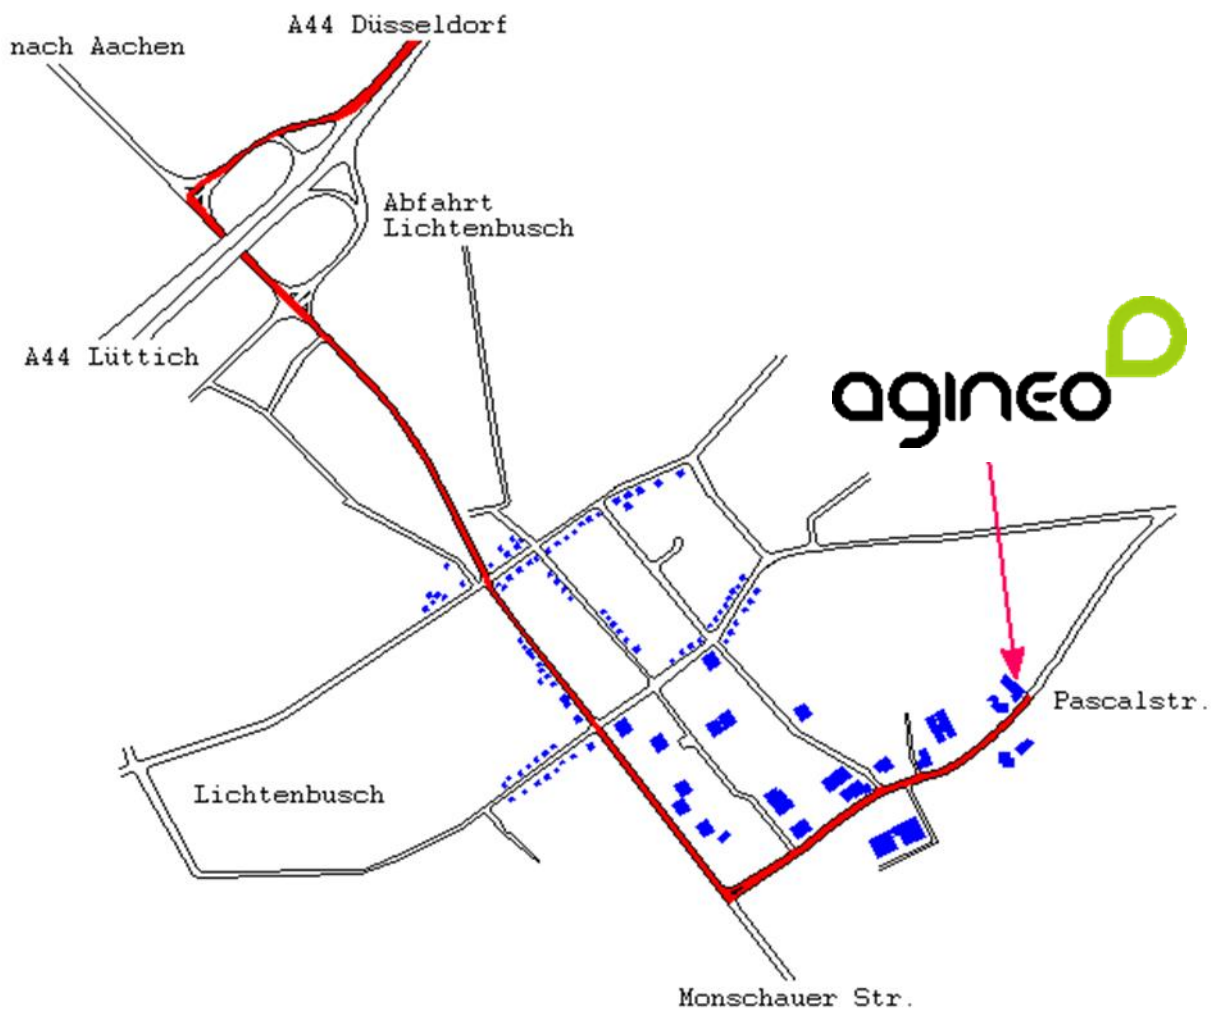 A44 Düsseldorf
nach Aachen
Abfahrt
Lichtenbusch
A44 Lüttich
agineo
Pascalstr.
Lichtenbusch
Monschauer Str.